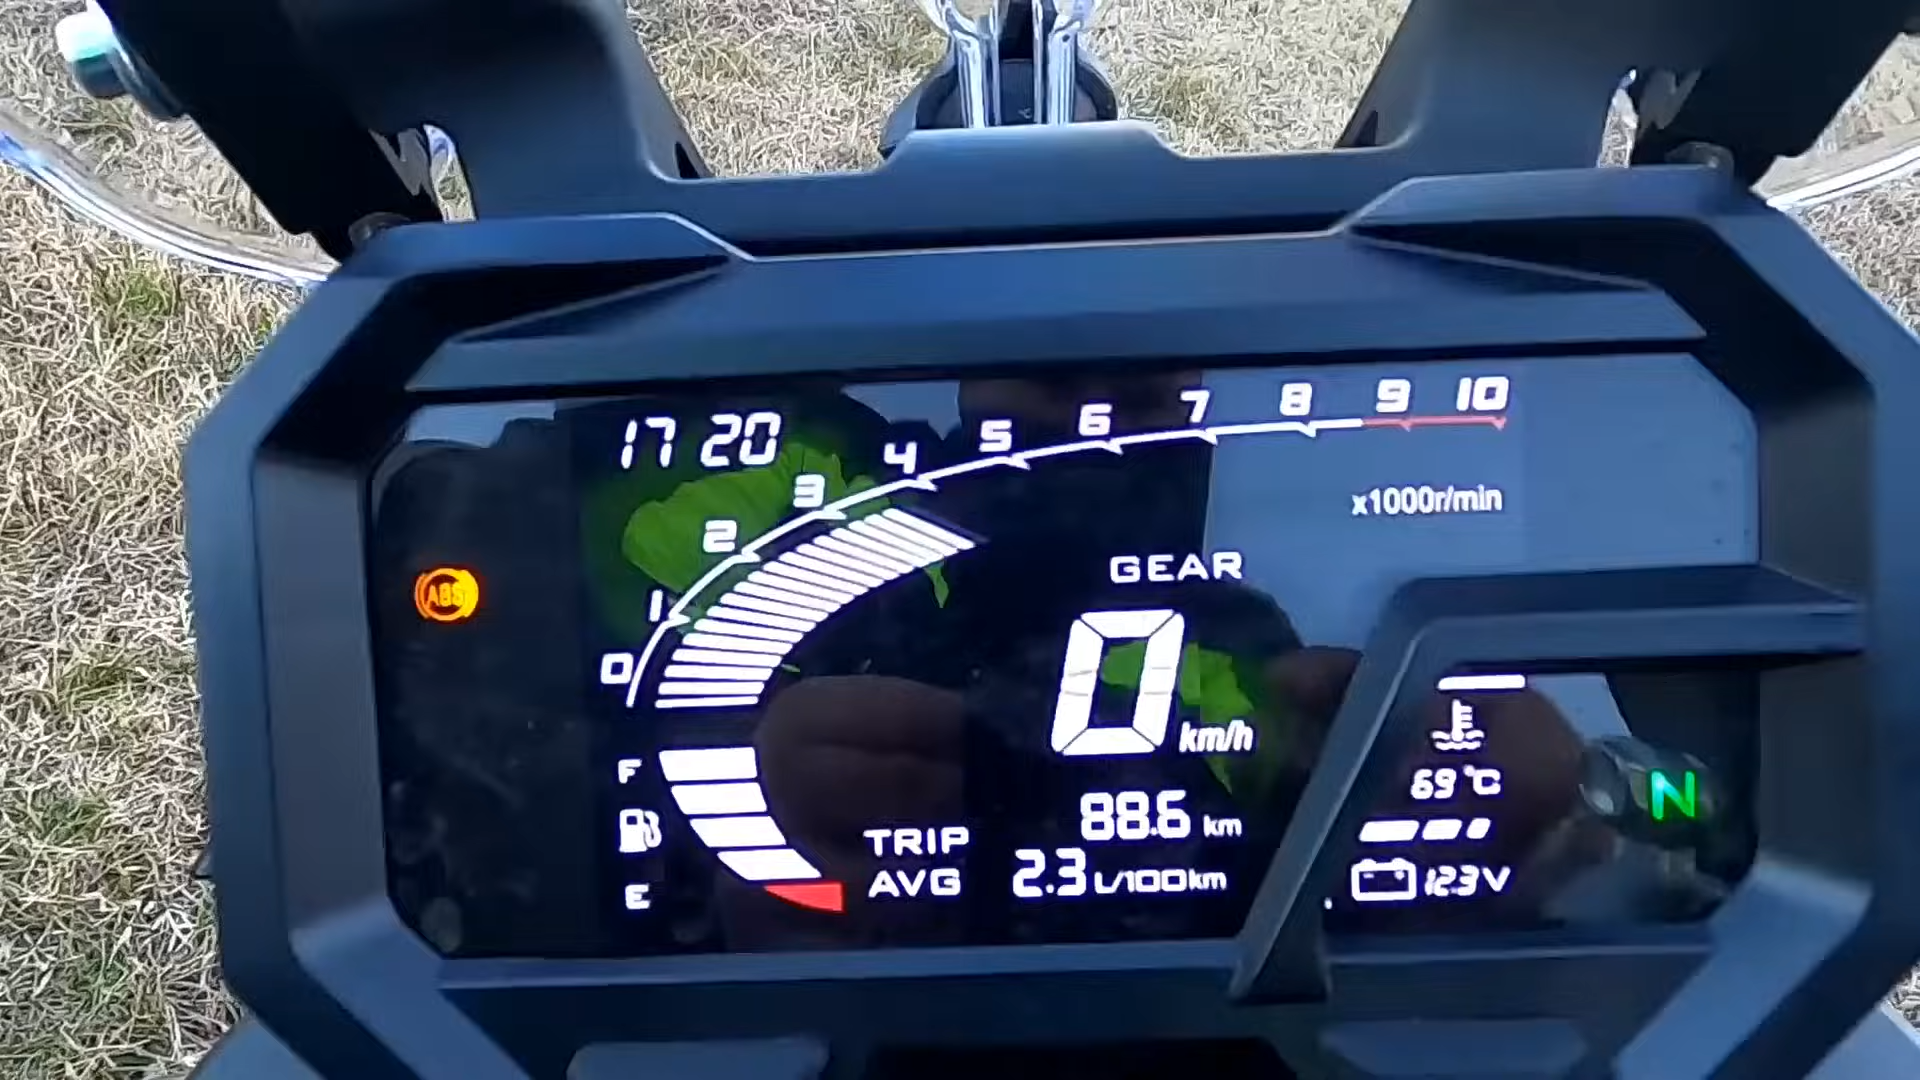 17 20
0 1 2 3 4 5 6 7 8 9 10
x1000r/min
ABS
GEAR
0 km/h
F
E
TRIP 88.6 km
AVG 2.3 L/100km
69 °C
12.3 V
N